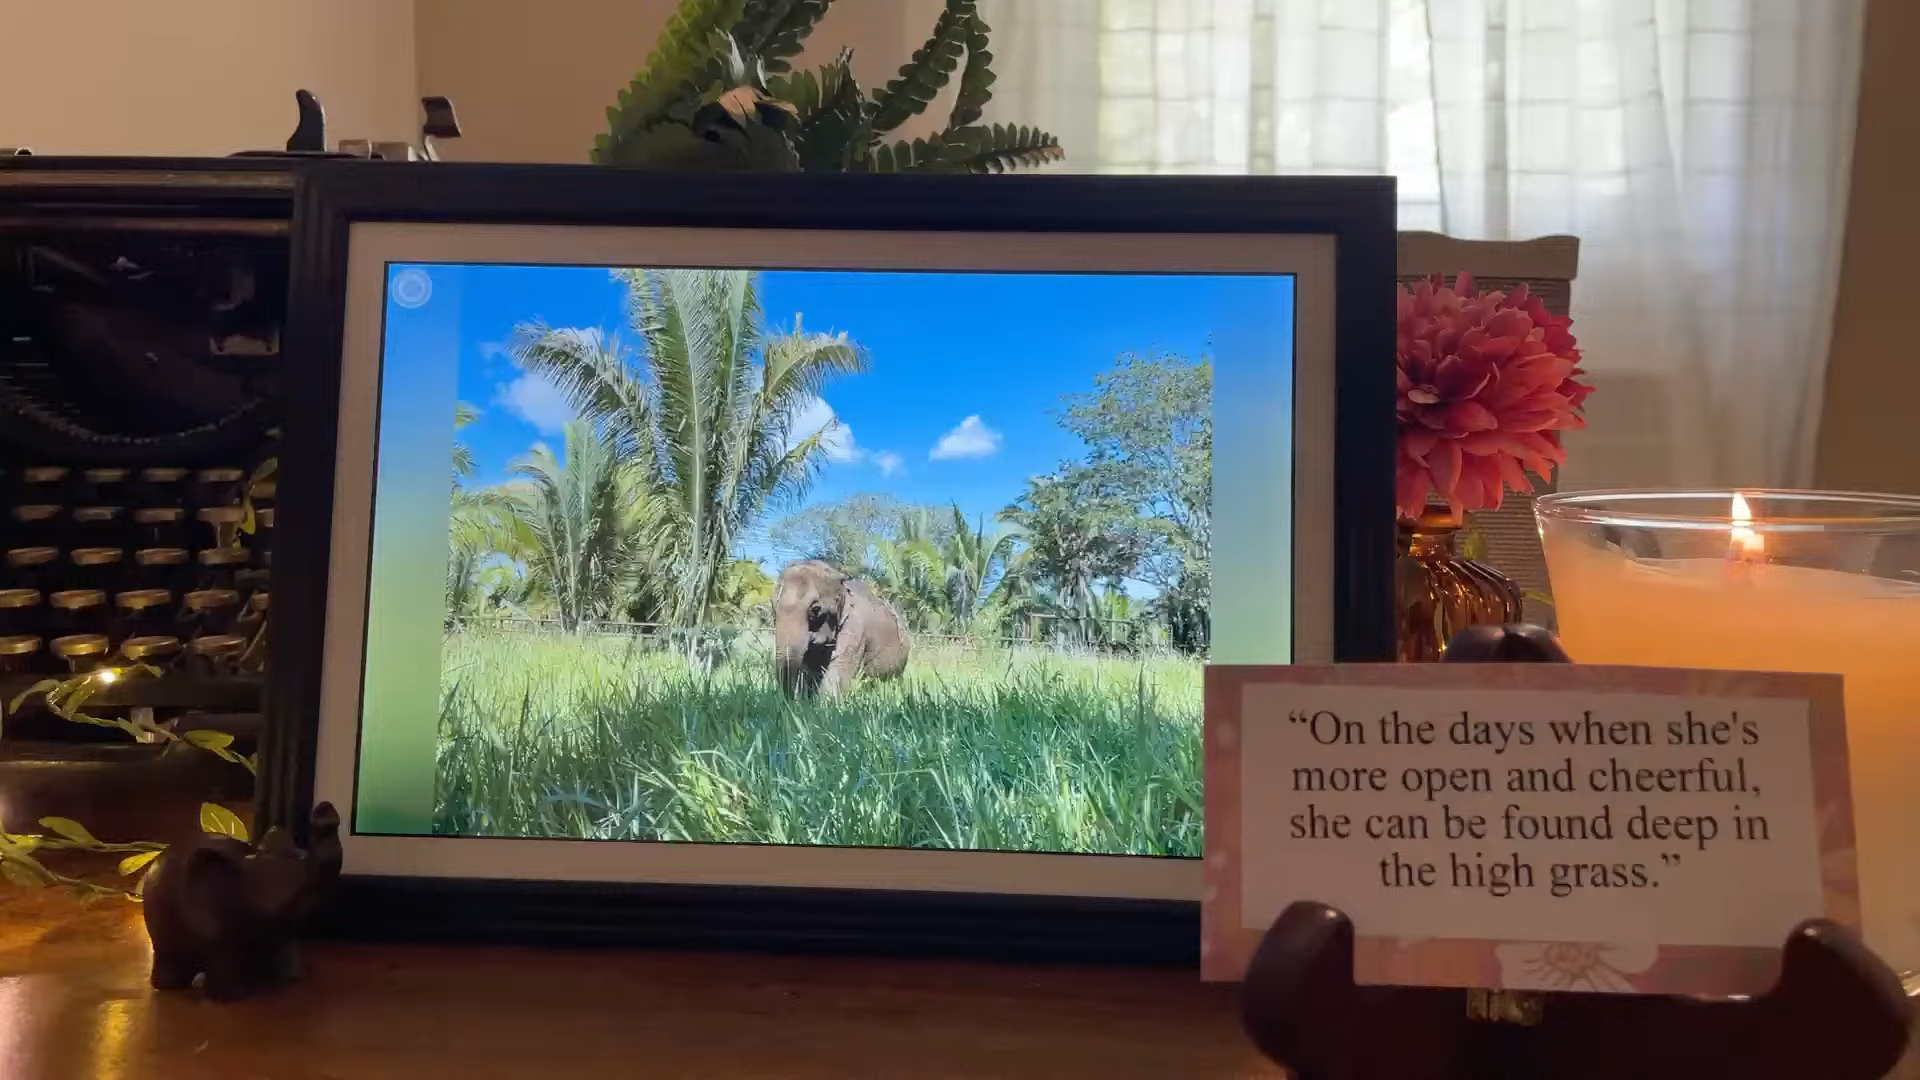 “On the days when she's
more open and cheerful,
she can be found deep in
the high grass.”